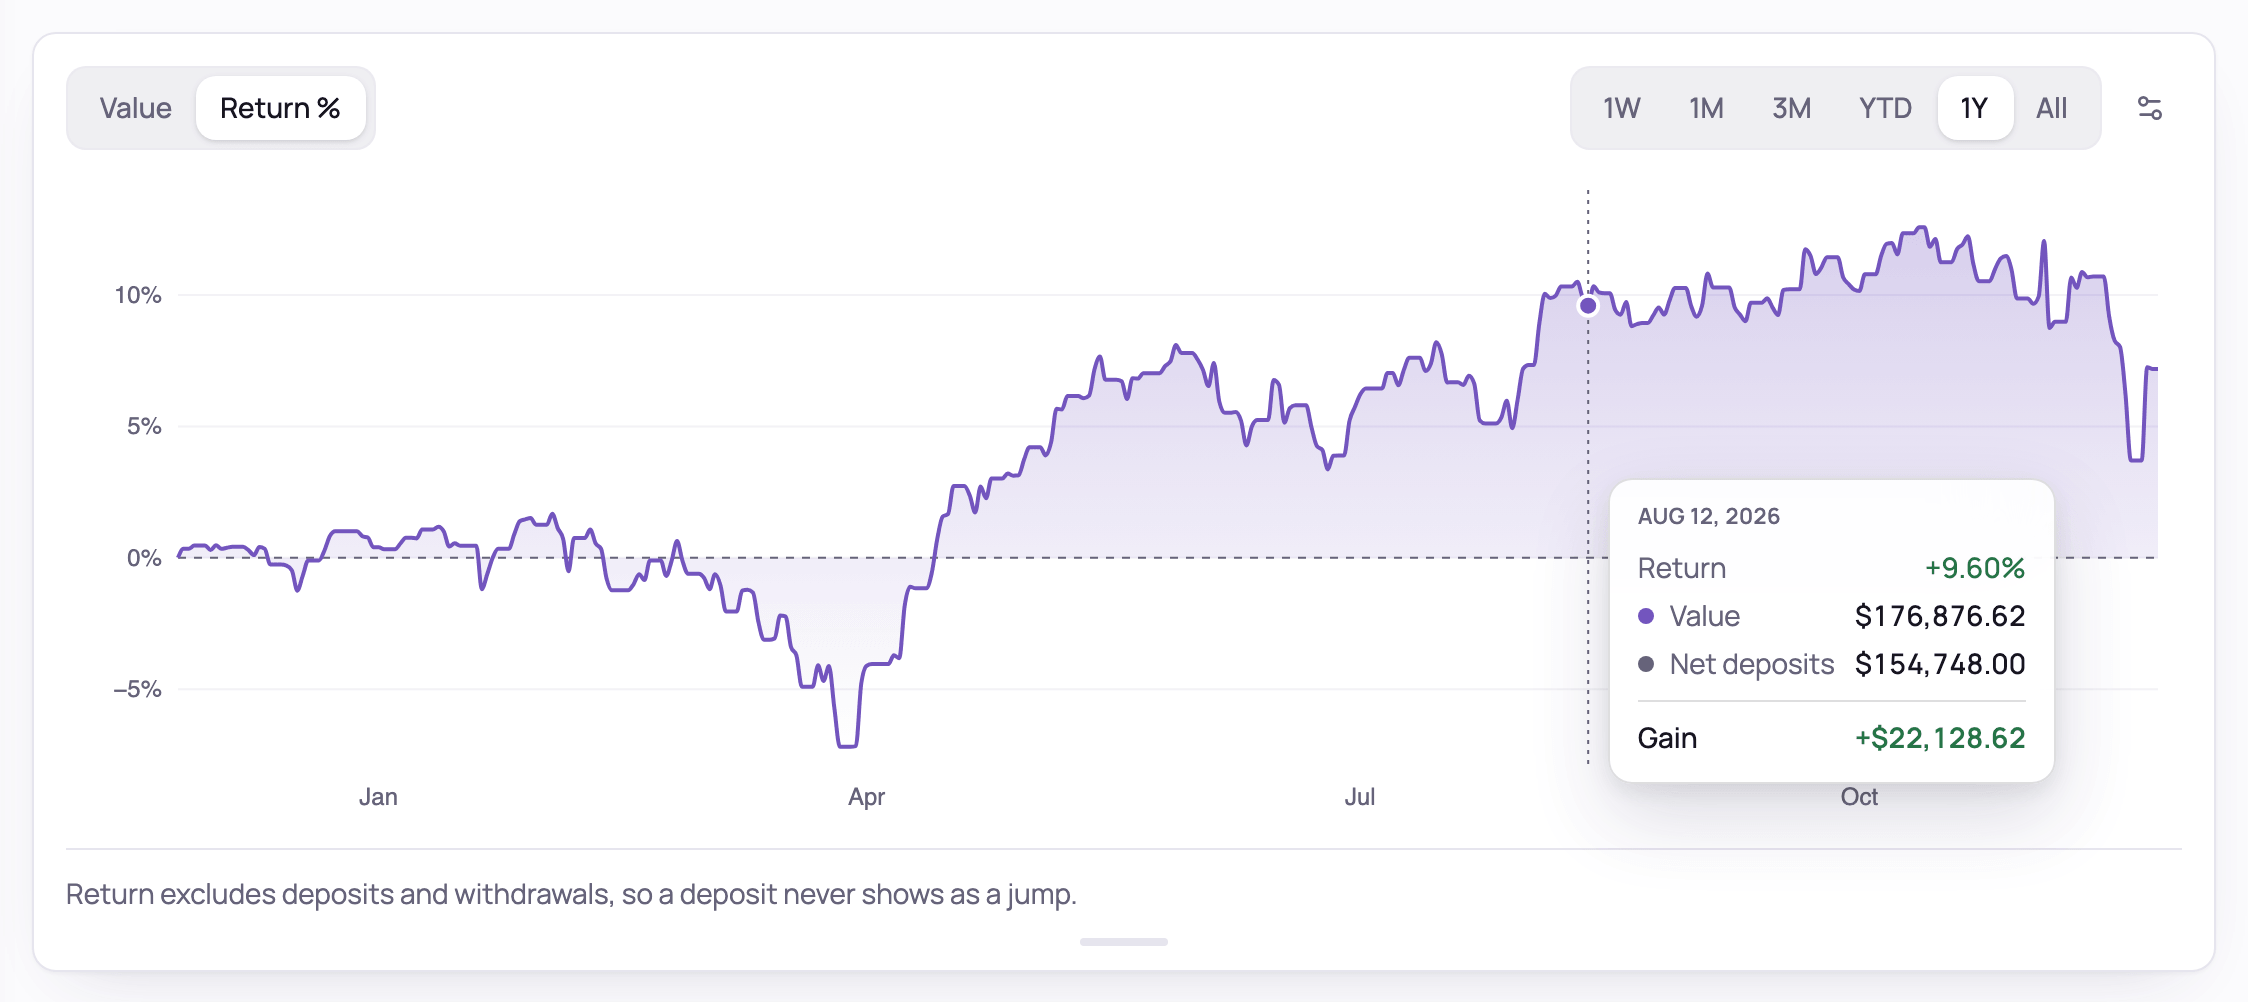 Value Return % 1W 1M 3M YTD 1Y All
10%
5%
0%
–5%
AUG 12, 2026
Return +9.60%
Value $176,876.62
Net deposits $154,748.00
Gain +$22,128.62
Jan Apr Jul Oct
Return excludes deposits and withdrawals, so a deposit never shows as a jump.